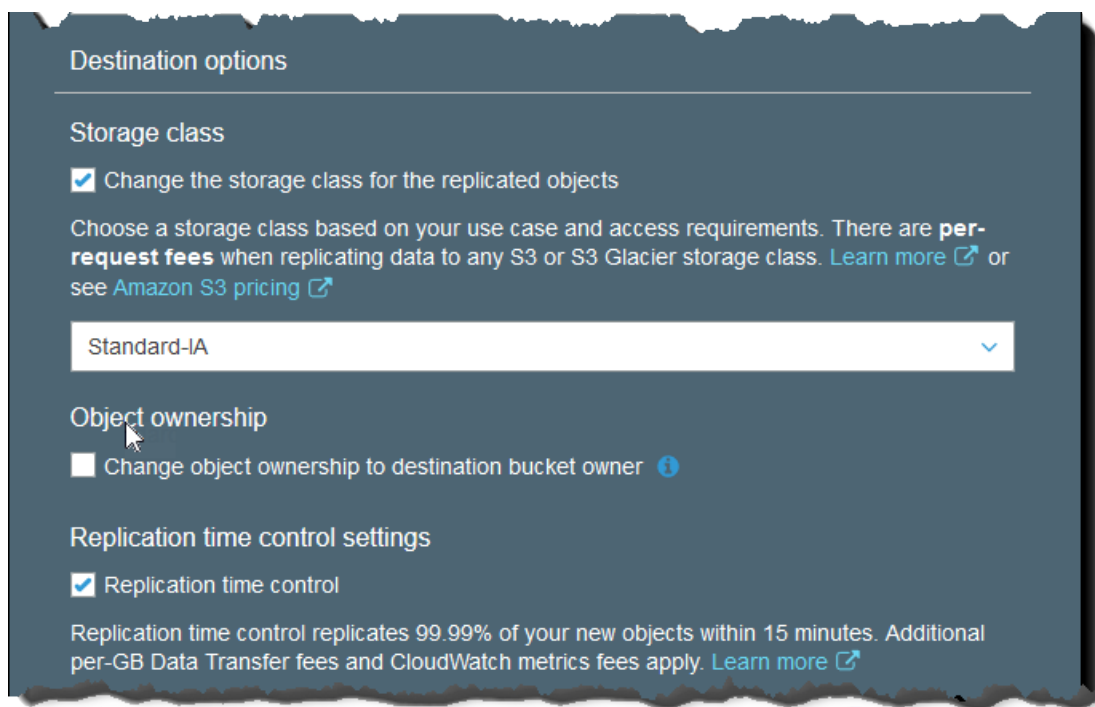 Destination options
Storage class
Change the storage class for the replicated objects
Choose a storage class based on your use case and access requirements. There are per-
request fees when replicating data to any S3 or S3 Glacier storage class. Learn more or
see Amazon S3 pricing
Standard-IA
Object ownership
Change object ownership to destination bucket owner
Replication time control settings
Replication time control
Replication time control replicates 99.99% of your new objects within 15 minutes. Additional
per-GB Data Transfer fees and CloudWatch metrics fees apply. Learn more